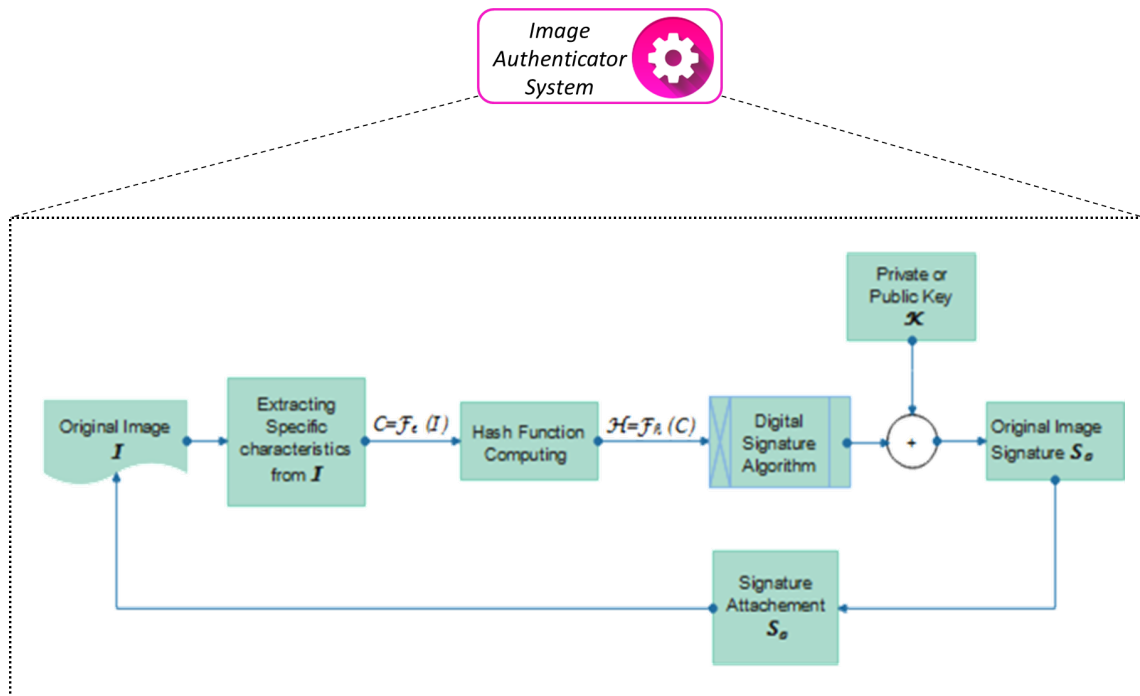 Image
Authenticator
System
Private or
Public Key
𝓚
Original Image
I
Extracting
Specific
characteristics
from I
C=ℱₑ (I)
Hash Function
Computing
ℋ=ℱₕ (C)
Digital
Signature
Algorithm
+
Original Image
Signature Sₒ
Signature
Attachement
Sₒ